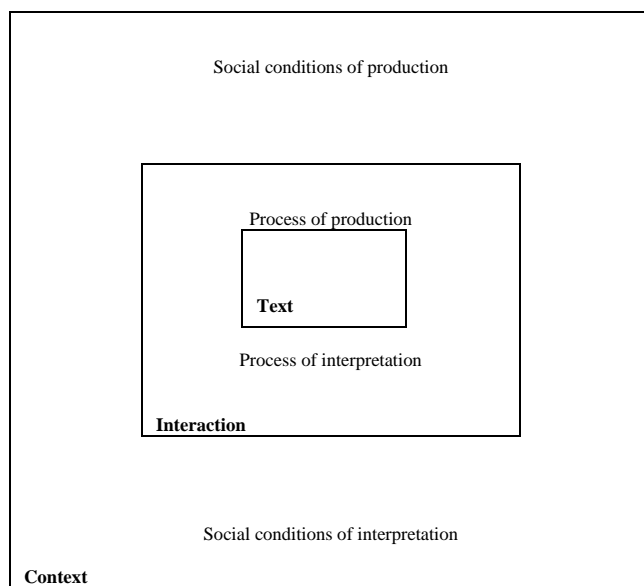 Social conditions of production
Process of production
Text
Process of interpretation
Interaction
Social conditions of interpretation
Context